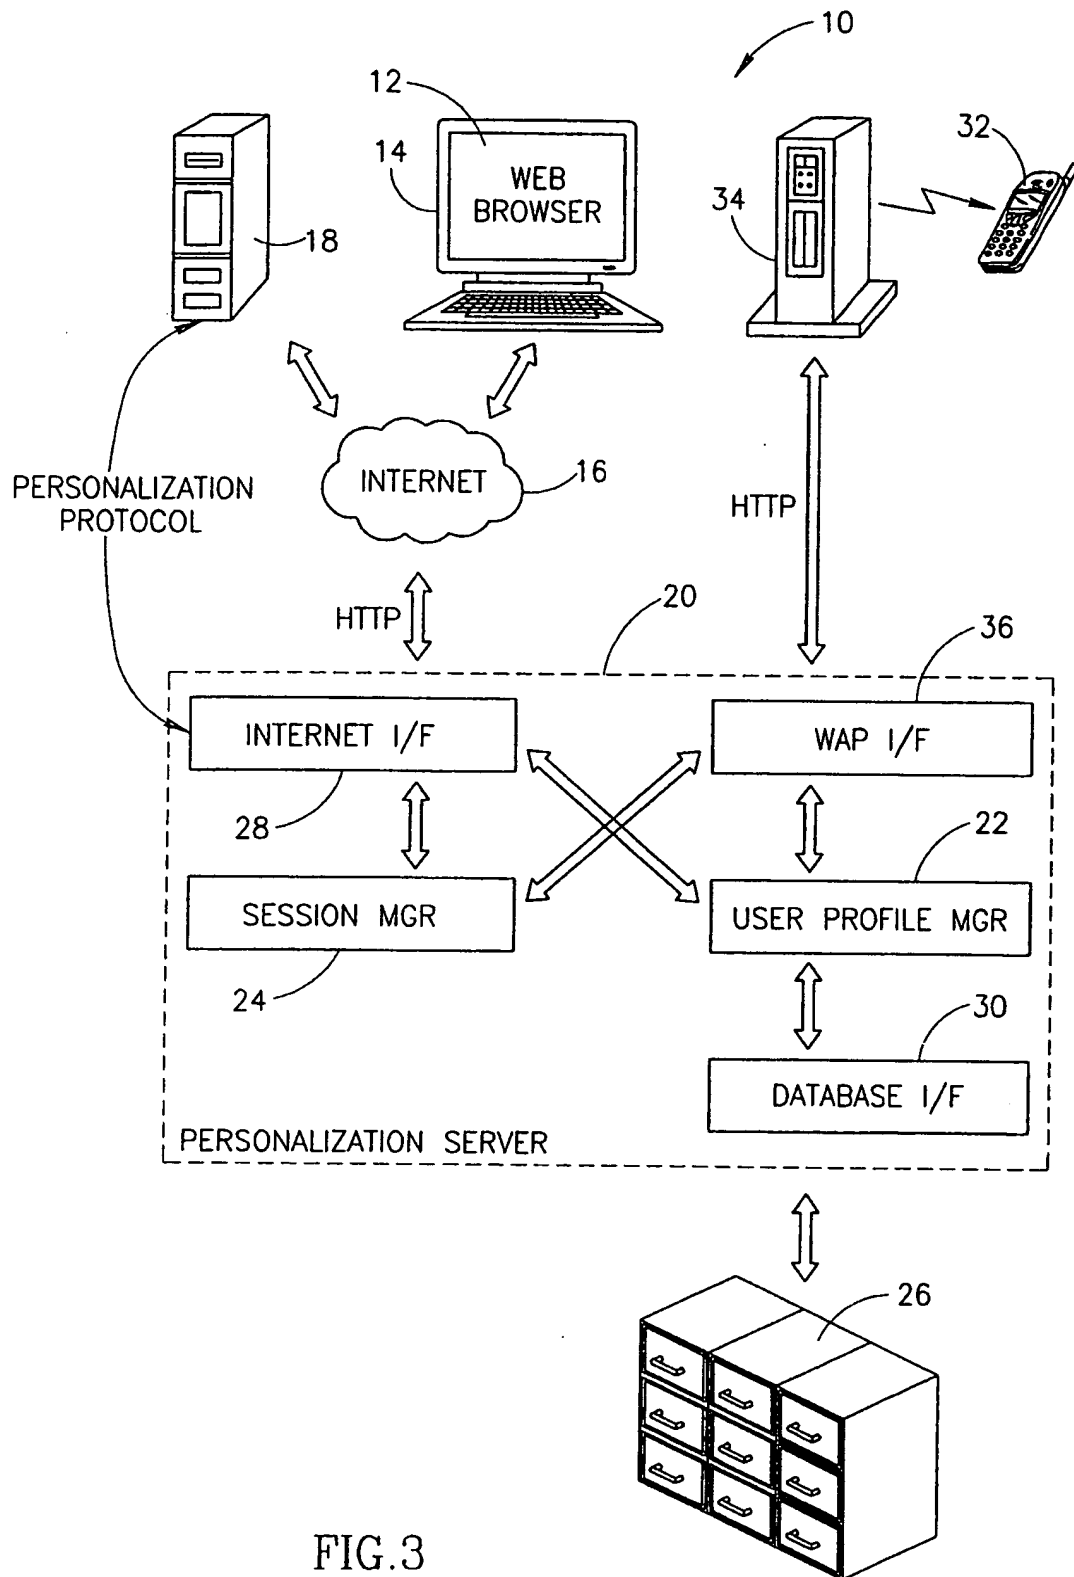 10
12
32
14
WEB
BROWSER
34
18
INTERNET
16
PERSONALIZATION
PROTOCOL
HTTP
HTTP
20
36
INTERNET I/F
WAP I/F
28
22
SESSION MGR
USER PROFILE MGR
24
30
DATABASE I/F
PERSONALIZATION SERVER
26
FIG.3